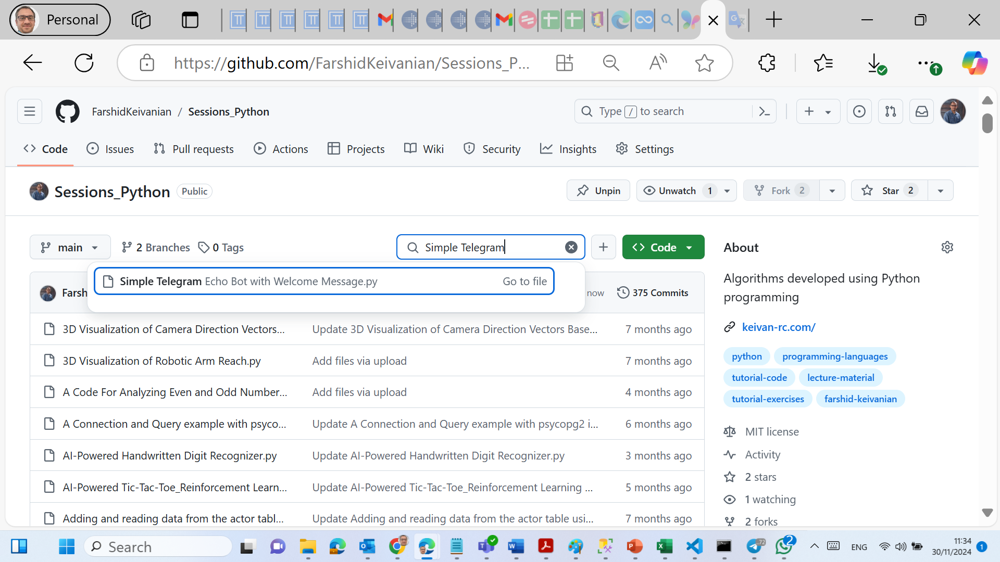 Personal
https://github.com/FarshidKeivanian/Sessions_P...
FarshidKeivanian / Sessions_Python
Type / to search
Code
Issues
Pull requests
Actions
Projects
Wiki
Security
Insights
Settings
Sessions_Python Public
Unpin
Unwatch 1
Fork 2
Star 2
main
2 Branches
0 Tags
Simple Telegram
Code
About
Simple Telegram Echo Bot with Welcome Message.py Go to file
Farsh
now
375 Commits
Algorithms developed using Python
programming
keivan-rc.com/
python programming-languages
tutorial-code lecture-material
tutorial-exercises farshid-keivanian
MIT license
Activity
2 stars
1 watching
2 forks
3D Visualization of Camera Direction Vectors... Update 3D Visualization of Camera Direction Vectors Base... 7 months ago
3D Visualization of Robotic Arm Reach.py Add files via upload 7 months ago
A Code For Analyzing Even and Odd Number... Add files via upload 4 months ago
A Connection and Query example with psyco... Update A Connection and Query example with psycopg2 i... 6 months ago
AI-Powered Handwritten Digit Recognizer.py Update AI-Powered Handwritten Digit Recognizer.py 3 months ago
AI-Powered Tic-Tac-Toe_Reinforcement Learn... Update AI-Powered Tic-Tac-Toe_Reinforcement Learning ... 5 months ago
Adding and reading data from the actor tabl... Update Adding and reading data from the actor table usi... 7 months ago
Search
72
2
ENG
11:34
30/11/2024
1